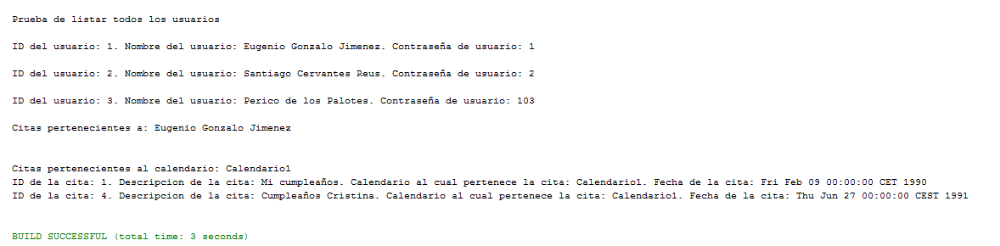 Prueba de listar todos los usuarios
ID del usuario: 1. Nombre del usuario: Eugenio Gonzalo Jimenez. Contraseña de usuario: 1
ID del usuario: 2. Nombre del usuario: Santiago Cervantes Reus. Contraseña de usuario: 2
ID del usuario: 3. Nombre del usuario: Perico de los Palotes. Contraseña de usuario: 103
Citas pertenecientes a: Eugenio Gonzalo Jimenez
Citas pertenecientes al calendario: Calendario1
ID de la cita: 1. Descripcion de la cita: Mi cumpleaños. Calendario al cual pertenece la cita: Calendario1. Fecha de la cita: Fri Feb 09 00:00:00 CET 1990
ID de la cita: 4. Descripcion de la cita: Cumpleaños Cristina. Calendario al cual pertenece la cita: Calendario1. Fecha de la cita: Thu Jun 27 00:00:00 CEST 1991
BUILD SUCCESSFUL (total time: 3 seconds)